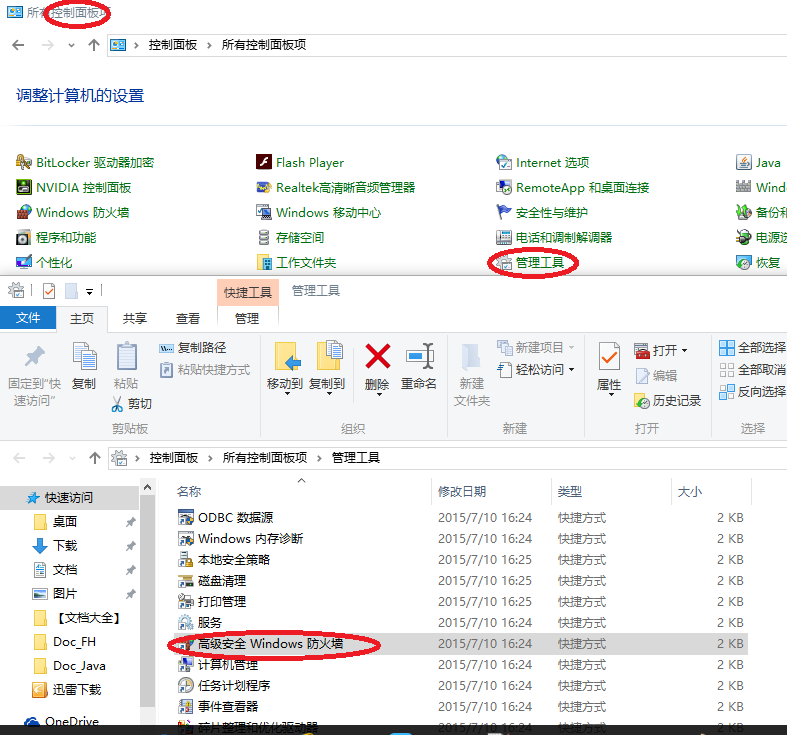 所有控制面板项
控制面板 所有控制面板项
调整计算机的设置
BitLocker 驱动器加密 Flash Player Internet 选项 Java
NVIDIA 控制面板 Realtek高清晰音频管理器 RemoteApp 和桌面连接 Wind
Windows 防火墙 Windows 移动中心 安全性与维护 备份和
程序和功能 存储空间 电话和调制解调器 电源选
个性化 工作文件夹 管理工具 恢复
快捷工具 管理工具
文件 主页 共享 查看 管理
固定到"快速访问"
复制
粘贴
复制路径
粘贴快捷方式
剪切
剪贴板
移动到 复制到 删除 重命名
组织
新建文件夹
新建项目
轻松访问
新建
属性
打开
编辑
历史记录
打开
全部选择
全部取消
反向选择
选择
控制面板 所有控制面板项 管理工具
快速访问
桌面
下载
文档
图片
【文档大全】
Doc_FH
Doc_Java
迅雷下载
OneDrive
名称 修改日期 类型 大小
ODBC 数据源 2015/7/10 16:24 快捷方式 2 KB
Windows 内存诊断 2015/7/10 16:24 快捷方式 2 KB
本地安全策略 2015/7/10 16:25 快捷方式 2 KB
磁盘清理 2015/7/10 16:25 快捷方式 2 KB
打印管理 2015/7/10 16:25 快捷方式 2 KB
服务 2015/7/10 16:24 快捷方式 2 KB
高级安全 Windows 防火墙 2015/7/10 16:24 快捷方式 2 KB
计算机管理 2015/7/10 16:24 快捷方式 2 KB
任务计划程序 2015/7/10 16:24 快捷方式 2 KB
事件查看器 2015/7/10 16:24 快捷方式 2 KB
碎片整理和优化驱动器 2015/7/10 16:24 快捷方式 2 KB